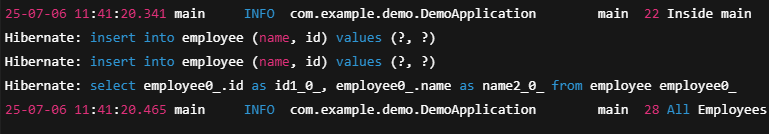 25-07-06 11:41:20.341 main INFO com.example.demo.DemoApplication main 22 Inside main
Hibernate: insert into employee (name, id) values (?, ?)
Hibernate: insert into employee (name, id) values (?, ?)
Hibernate: select employee0_.id as id1_0_, employee0_.name as name2_0_ from employee employee0_
25-07-06 11:41:20.465 main INFO com.example.demo.DemoApplication main 28 All Employees